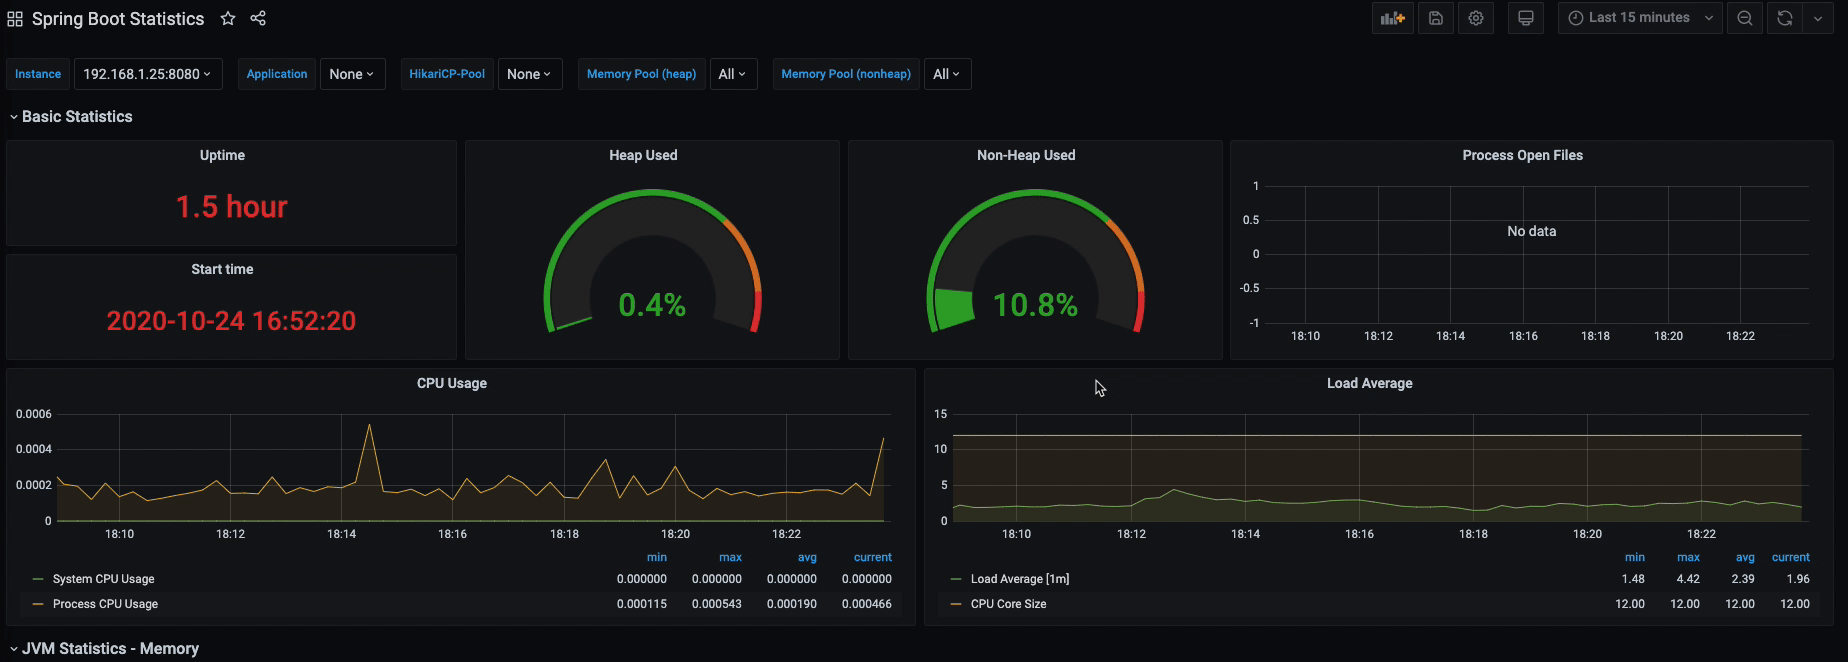 Spring Boot Statistics
Last 15 minutes
Instance 192.168.1.25:8080 Application None HikariCP-Pool None Memory Pool (heap) All Memory Pool (nonheap) All
Basic Statistics
Uptime
1.5 hour
Start time
2020-10-24 16:52:20
Heap Used
0.4%
Non-Heap Used
10.8%
Process Open Files
1
0.5
No data
0
-0.5
-1
18:10 18:12 18:14 18:16 18:18 18:20 18:22
CPU Usage
0.0006
0.0004
0.0002
0
18:10 18:12 18:14 18:16 18:18 18:20 18:22
min max avg current
System CPU Usage 0.000000 0.000000 0.000000 0.000000
Process CPU Usage 0.000115 0.000543 0.000190 0.000466
Load Average
15
10
5
0
18:10 18:12 18:14 18:16 18:18 18:20 18:22
min max avg current
Load Average [1m] 1.48 4.42 2.39 1.96
CPU Core Size 12.00 12.00 12.00 12.00
JVM Statistics - Memory